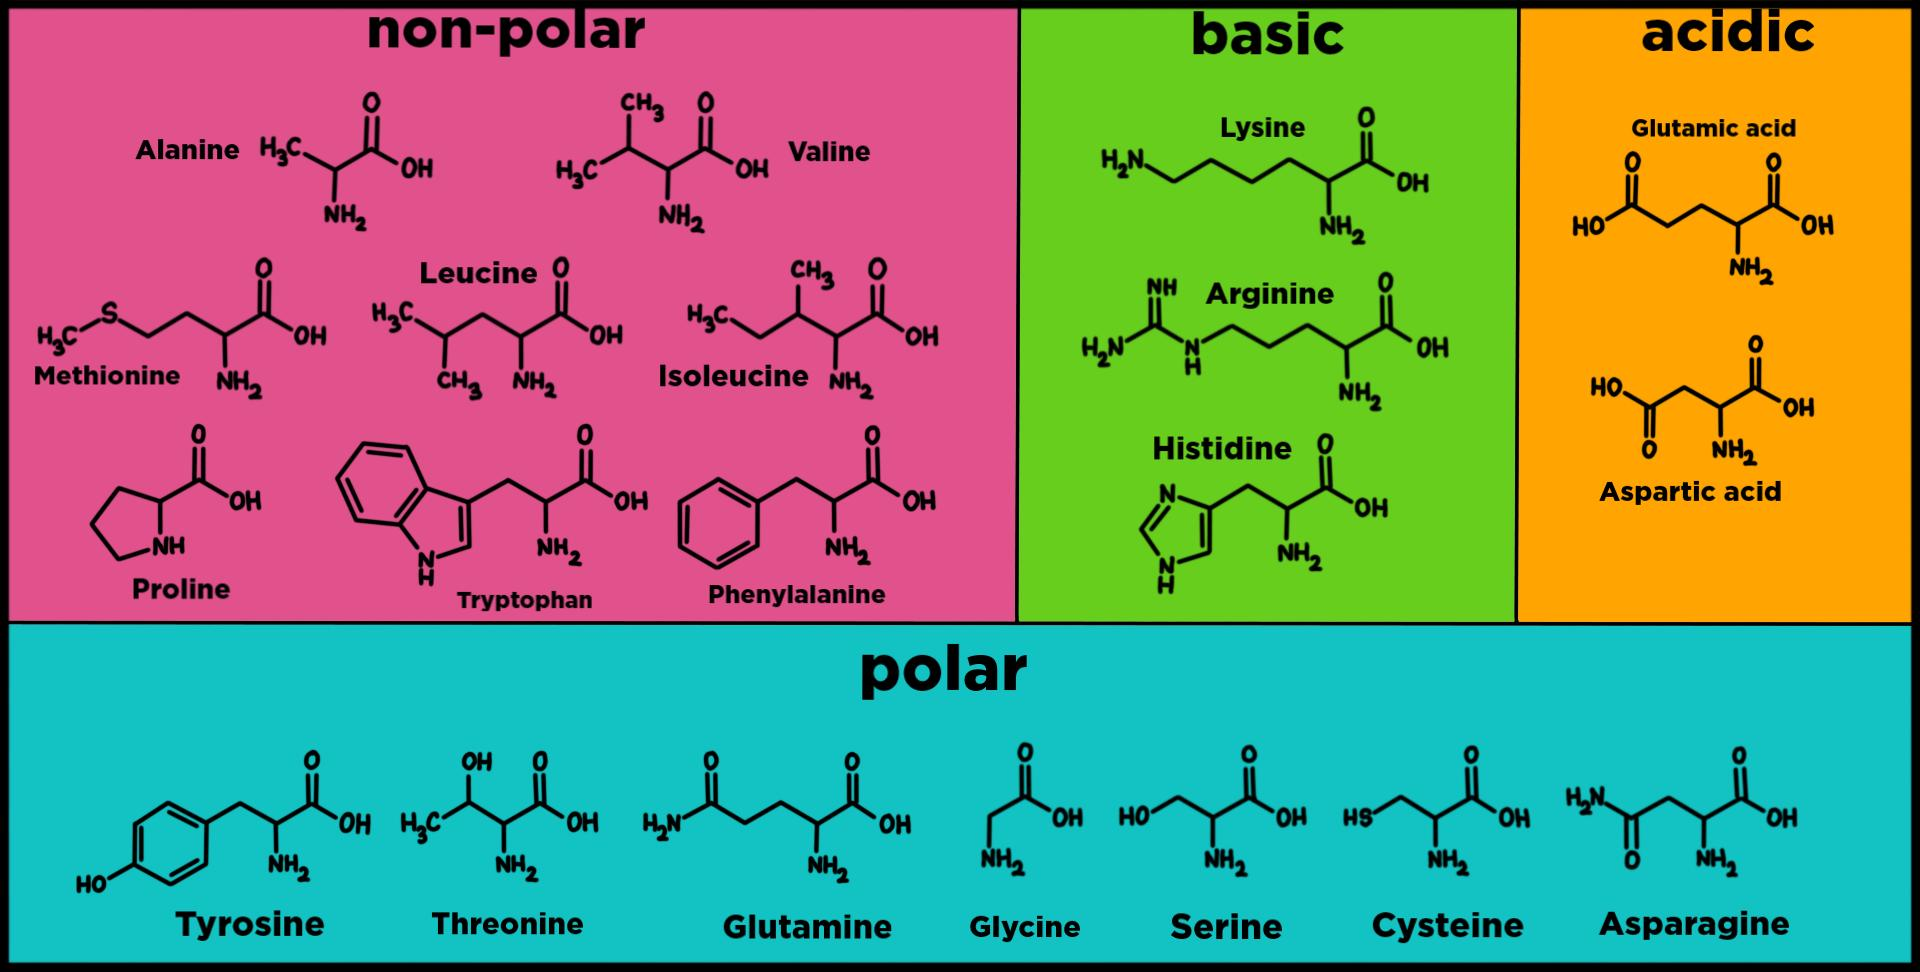 non-polar
Alanine
H₃C
O
OH
NH₂
CH₃
O
H₃C
OH
NH₂
Valine
O
S
H₃C
OH
NH₂
Methionine
Leucine
O
H₃C
OH
CH₃
NH₂
CH₃
O
H₃C
OH
NH₂
Isoleucine
O
OH
NH
Proline
O
OH
NH₂
N
H
Tryptophan
O
OH
NH₂
Phenylalanine
basic
Lysine
O
H₂N
OH
NH₂
NH
Arginine
O
H₂N
N
H
OH
NH₂
Histidine
O
N
OH
NH₂
N
H
acidic
Glutamic acid
O
O
HO
OH
NH₂
O
HO
OH
O
NH₂
Aspartic acid
polar
O
OH
NH₂
HO
Tyrosine
OH
O
H₃C
OH
NH₂
Threonine
O
O
H₂N
OH
NH₂
Glutamine
O
OH
NH₂
Glycine
O
HO
OH
NH₂
Serine
O
HS
OH
NH₂
Cysteine
O
H₂N
OH
O
NH₂
Asparagine